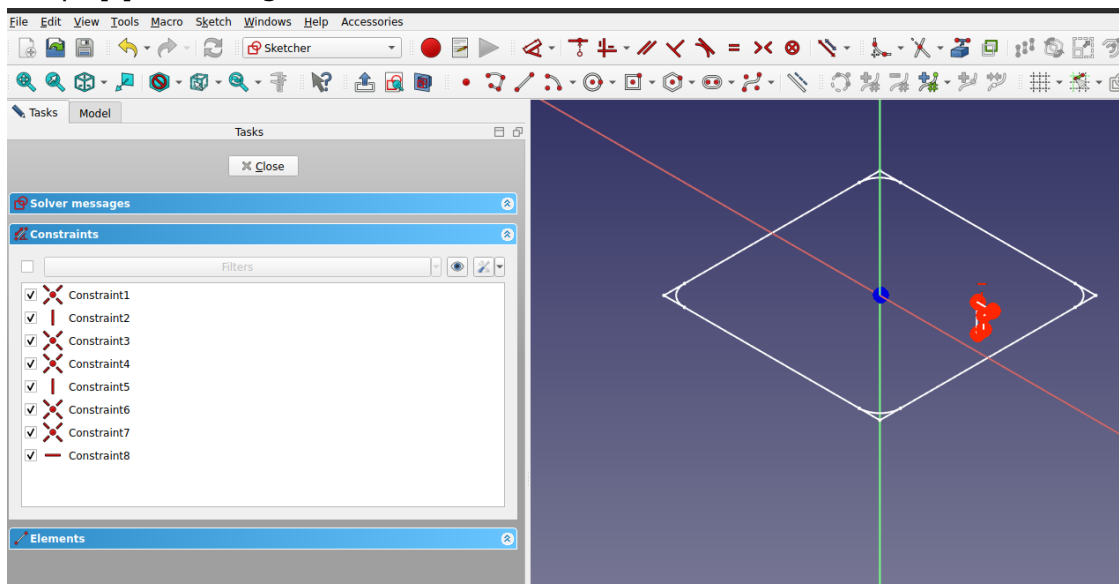 File Edit View Tools Macro Sketch Windows Help Accessories
Sketcher
Tasks Model
Tasks
Close
Solver messages
Constraints
Filters
Constraint1
Constraint2
Constraint3
Constraint4
Constraint5
Constraint6
Constraint7
Constraint8
Elements